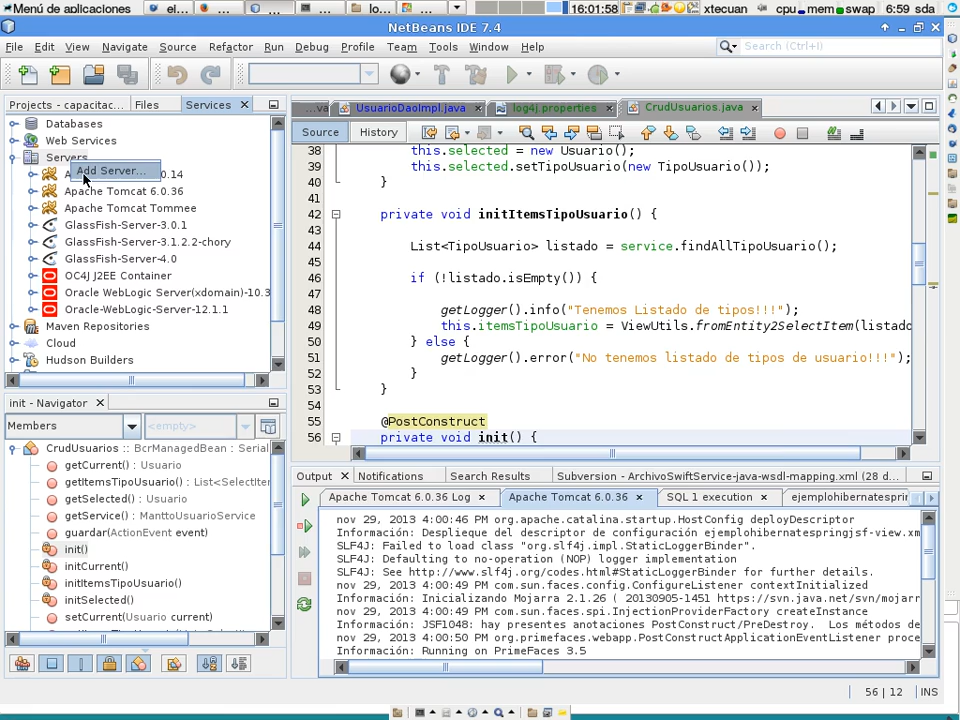 Menú de aplicaciones
el...
f...
...
...
lo...
...
16:01:58
xtecuan
cpu
mem
swap
6:59 sda
NetBeans IDE 7.4
File Edit View Navigate Source Refactor Run Debug Profile Team Tools Window Help
Search (Ctrl+I)
Projects - capacitac...
Files
Services
Databases
Web Services
Servers
Add Server...
0.14
Apache Tomcat 6.0.36
Apache Tomcat Tommee
GlassFish-Server-3.0.1
GlassFish-Server-3.1.2.2-chory
GlassFish-Server-4.0
OC4J J2EE Container
Oracle WebLogic Server(xdomain)-10.3
Oracle-WebLogic-Server-12.1.1
Maven Repositories
Cloud
Hudson Builders
init - Navigator
Members
<empty>
CrudUsuarios :: BcrManagedBean : Serial
getCurrent() : Usuario
getItemsTipoUsuario() : List<SelectIter
getSelected() : Usuario
getService() : ManttoUsuarioService
guardar(ActionEvent event)
init()
initCurrent()
initItemsTipoUsuario()
initSelected()
setCurrent(Usuario current)
...va
UsuarioDaoImpl.java
log4j.properties
CrudUsuarios.java
Source
History
38 this.selected = new Usuario();
39 this.selected.setTipoUsuario(new TipoUsuario());
40 }
41
42 private void initItemsTipoUsuario() {
43
44 List<TipoUsuario> listado = service.findAllTipoUsuario();
45
46 if (!listado.isEmpty()) {
47
48 getLogger().info("Tenemos Listado de tipos!!!");
49 this.itemsTipoUsuario = ViewUtils.fromEntity2SelectItem(listado
50 } else {
51 getLogger().error("No tenemos listado de tipos de usuario!!!");
52 }
53 }
54
55 @PostConstruct
56 private void init() {
Output
Notifications
Search Results
Subversion - ArchivoSwiftService-java-wsdl-mapping.xml (28 d...
Apache Tomcat 6.0.36 Log
Apache Tomcat 6.0.36
SQL 1 execution
ejemplohibernatesprin
nov 29, 2013 4:00:46 PM org.apache.catalina.startup.HostConfig deployDescriptor
Información: Despliegue del descriptor de configuración ejemplohibernatespringjsf-view.xm
SLF4J: Failed to load class "org.slf4j.impl.StaticLoggerBinder".
SLF4J: Defaulting to no-operation (NOP) logger implementation
SLF4J: See http://www.slf4j.org/codes.html#StaticLoggerBinder for further details.
nov 29, 2013 4:00:49 PM com.sun.faces.config.ConfigureListener contextInitialized
Información: Inicializando Mojarra 2.1.26 ( 20130905-1451 https://svn.java.net/svn/mojarr
nov 29, 2013 4:00:49 PM com.sun.faces.spi.InjectionProviderFactory createInstance
Información: JSF1048: hay presentes anotaciones PostConstruct/PreDestroy. Los métodos de
nov 29, 2013 4:00:50 PM org.primefaces.webapp.PostConstructApplicationEventListener proce
Información: Running on PrimeFaces 3.5
56 | 12
INS